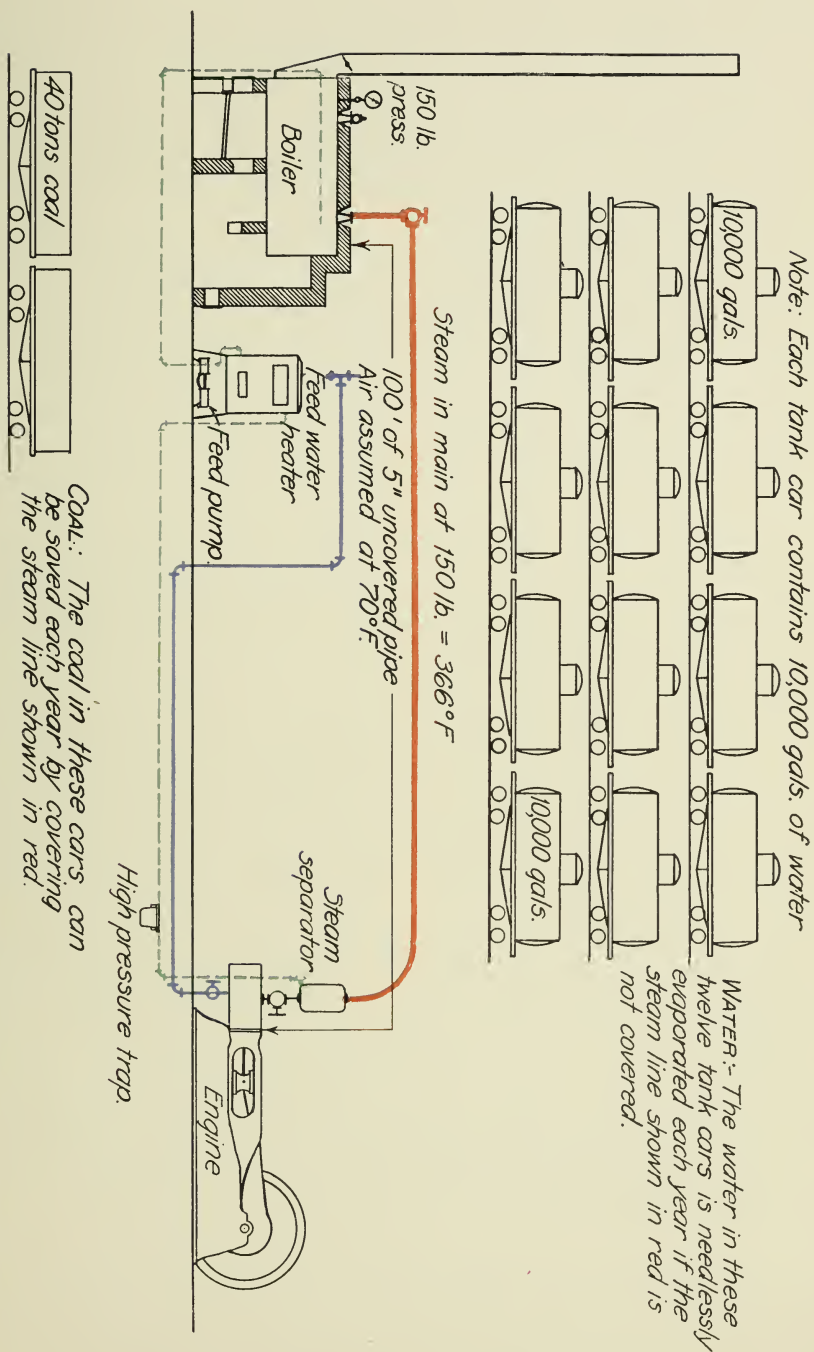 Note: Each tank car contains 10,000 gals. of water
10,000 gals.
10,000 gals.
WATER:- The water in these
twelve tank cars is needlessly
evaporated each year if the
steam line shown in red is
not covered.
Steam in main at 150 lb. = 366°F
100' of 5" uncovered pipe
Air assumed at 70°F.
150 lb.
press.
Boiler
Feed water
heater
Feed pump.
Steam
separator
Engine
High pressure trap.
40 tons coal
COAL: The coal in these cars can
be saved each year by covering
the steam line shown in red.